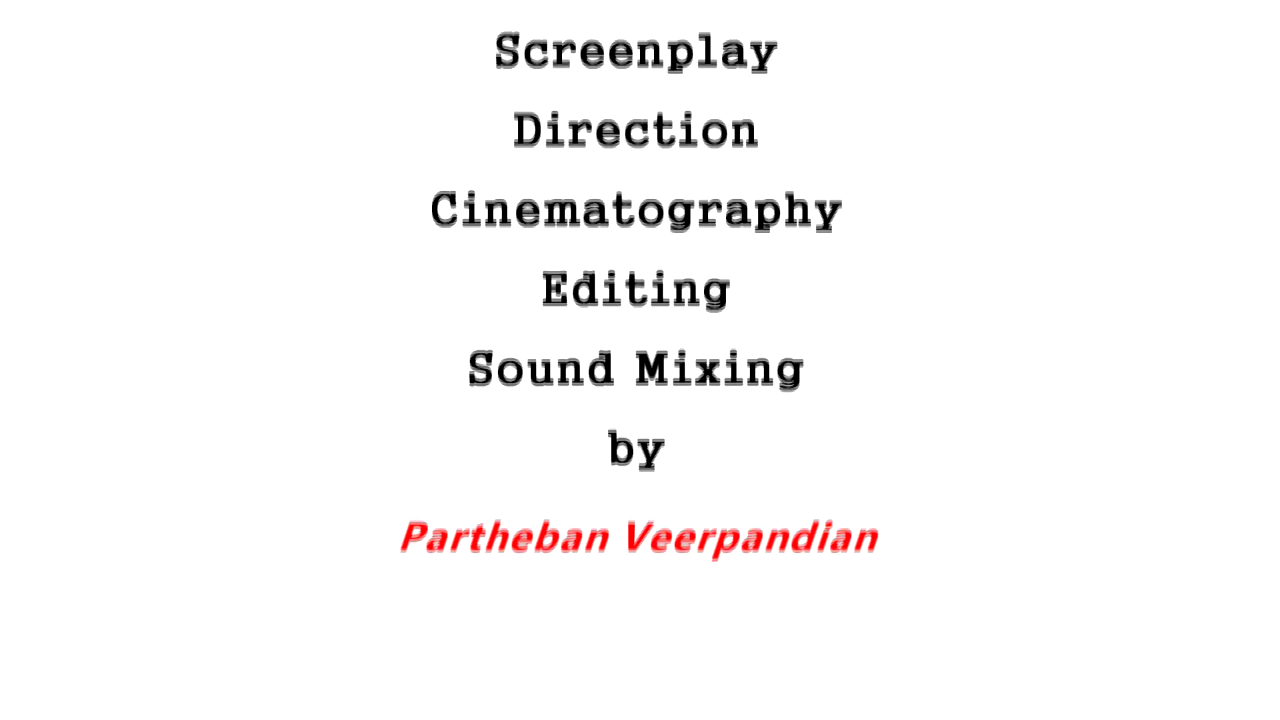 Screenplay
Direction
Cinematography
Editing
Sound Mixing
by
Partheban Veerpandian